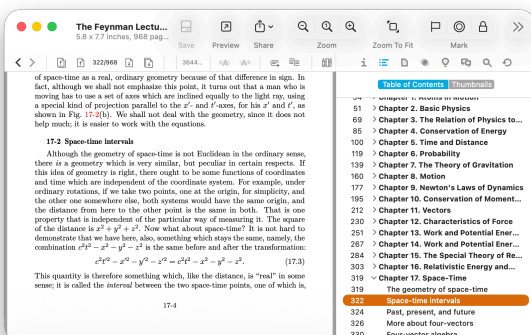 The Feynman Lectu...
5.8 x 7.7 inches, 968 pag...
Save
Preview
Share
Zoom
Zoom To Fit
Mark
322/968
3644...
of space-time as a real, ordinary geometry because of that difference in sign. In
fact, although we shall not emphasize this point, it turns out that a man who is
moving has to use a set of axes which are inclined equally to the light ray, using
a special kind of projection parallel to the x′- and t′-axes, for his x′ and t′, as
shown in Fig. 17-2(b). We shall not deal with the geometry, since it does not
help much; it is easier to work with the equations.
17-2 Space-time intervals
Although the geometry of space-time is not Euclidean in the ordinary sense,
there is a geometry which is very similar, but peculiar in certain respects. If
this idea of geometry is right, there ought to be some functions of coordinates
and time which are independent of the coordinate system. For example, under
ordinary rotations, if we take two points, one at the origin, for simplicity, and
the other one somewhere else, both systems would have the same origin, and
the distance from here to the other point is the same in both. That is one
property that is independent of the particular way of measuring it. The square
of the distance is x² + y² + z². Now what about space-time? It is not hard to
demonstrate that we have here, also, something which stays the same, namely, the
combination c²t² − x² − y² − z² is the same before and after the transformation:
c²t′² − x′² − y′² − z′² = c²t² − x² − y² − z². (17.3)
This quantity is therefore something which, like the distance, is “real” in some
sense; it is called the interval between the two space-time points, one of which is,
17-4
Table of Contents
Thumbnails
Chapter 1. Atoms in Motion
51 Chapter 2. Basic Physics
69 Chapter 3. The Relation of Physics to...
85 Chapter 4. Conservation of Energy
100 Chapter 5. Time and Distance
119 Chapter 6. Probability
139 Chapter 7. The Theory of Gravitation
160 Chapter 8. Motion
177 Chapter 9. Newton's Laws of Dynamics
195 Chapter 10. Conservation of Moment...
212 Chapter 11. Vectors
230 Chapter 12. Characteristics of Force
251 Chapter 13. Work and Potential Ener...
267 Chapter 14. Work and Potential Ener...
284 Chapter 15. The Special Theory of Re...
303 Chapter 16. Relativistic Energy and...
319 Chapter 17. Space-Time
319 The geometry of space-time
322 Space-time intervals
324 Past, present, and future
326 More about four-vectors
330 Four-vector algebra